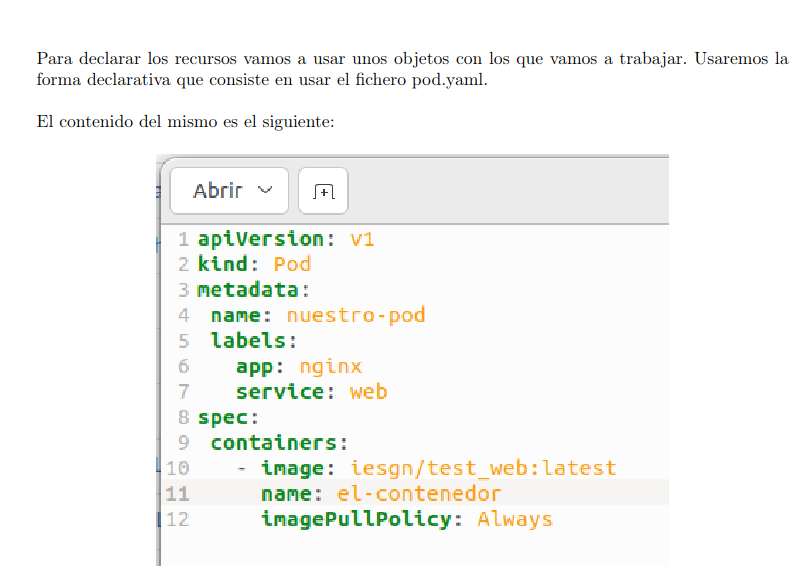 Para declarar los recursos vamos a usar unos objetos con los que vamos a trabajar. Usaremos la
forma declarativa que consiste en usar el fichero pod.yaml.
El contenido del mismo es el siguiente:
Abrir
1 apiVersion: v1
2 kind: Pod
3 metadata:
4  name: nuestro-pod
5  labels:
6    app: nginx
7    service: web
8 spec:
9  containers:
10    - image: iesgn/test_web:latest
11      name: el-contenedor
12      imagePullPolicy: Always